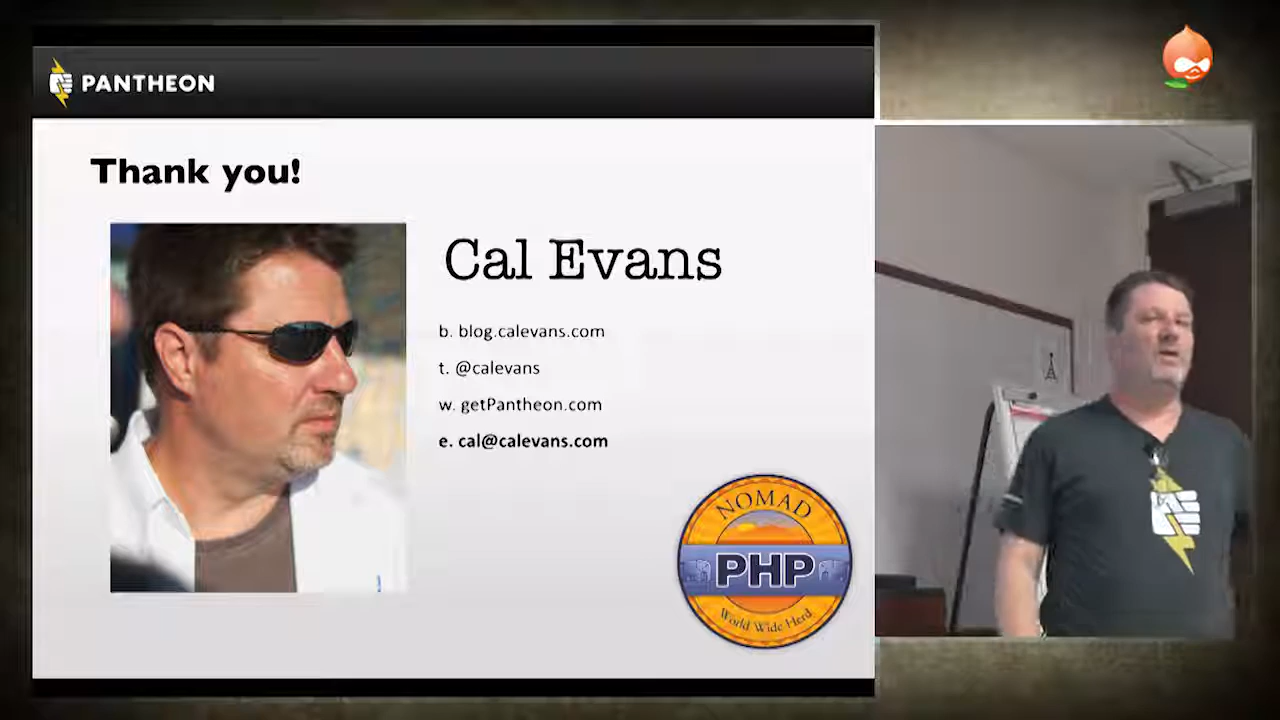 PANTHEON
Thank you!
Cal Evans
b. blog.calevans.com
t. @calevans
w. getPantheon.com
e. cal@calevans.com
NOMAD
PHP
World Wide Herd